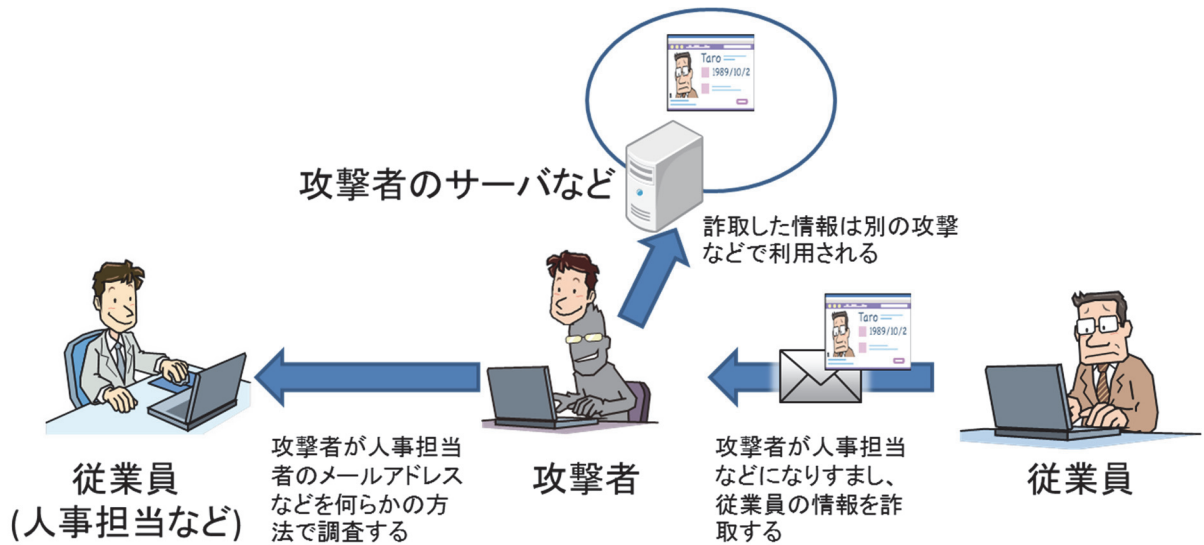 Taro
1989/10/2
攻撃者のサーバなど
詐取した情報は別の攻撃
などで利用される
Taro
1989/10/2
攻撃者が人事担当
者のメールアドレス
などを何らかの方
法で調査する
攻撃者が人事担当
などになりすまし、
従業員の情報を詐
取する
従業員
(人事担当など)
攻撃者
従業員